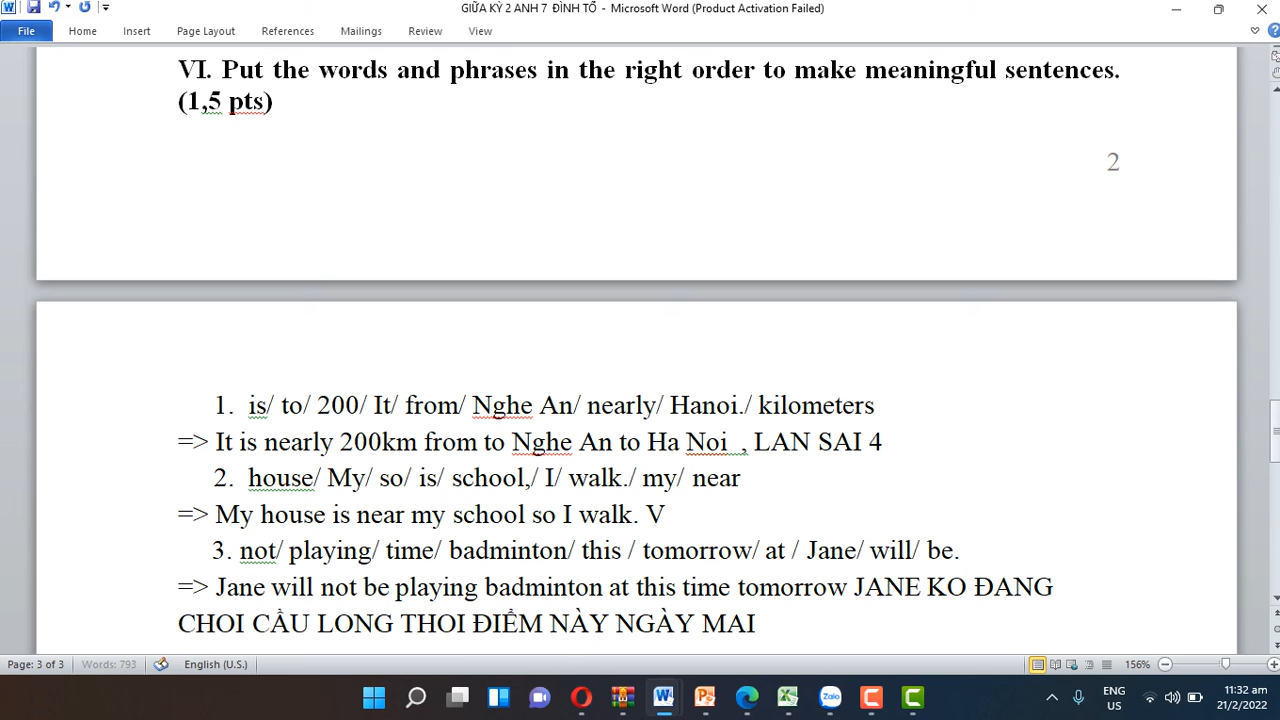 GIỮA KỲ 2 ANH 7 ĐÌNH TỔ - Microsoft Word (Product Activation Failed)
File Home Insert Page Layout References Mailings Review View
VI. Put the words and phrases in the right order to make meaningful sentences.
(1,5 pts)
2
1. is/ to/ 200/ It/ from/ Nghe An/ nearly/ Hanoi./ kilometers
=> It is nearly 200km from to Nghe An to Ha Noi , LAN SAI 4
2. house/ My/ so/ is/ school,/ I/ walk./ my/ near
=> My house is near my school so I walk. V
3. not/ playing/ time/ badminton/ this / tomorrow/ at / Jane/ will/ be.
=> Jane will not be playing badminton at this time tomorrow JANE KO ĐANG
CHOI CẦU LONG THOI ĐIỂM NÀY NGÀY MAI
Page: 3 of 3 Words: 793 English (U.S.) 156%
ENG
US
11:32 am
21/2/2022